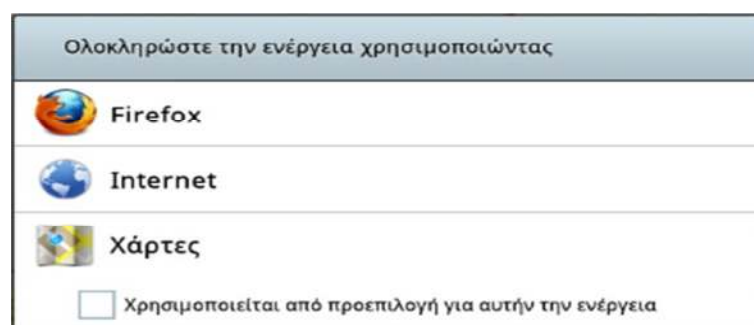 Ολοκληρώστε την ενέργεια χρησιμοποιώντας
Firefox
Internet
Χάρτες
Χρησιμοποιείται από προεπιλογή για αυτήν την ενέργεια